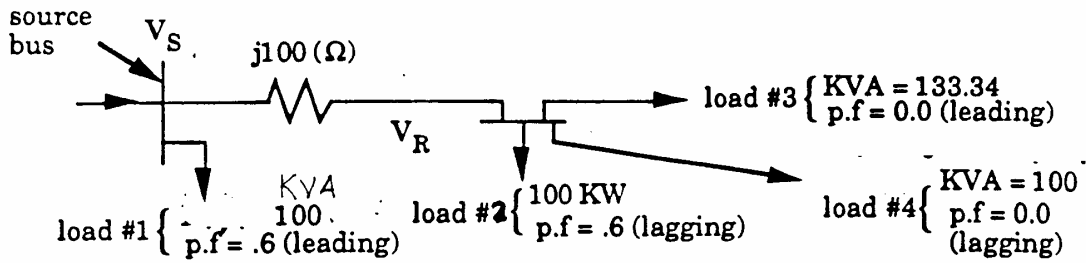 source
bus
V_S
j100 (Ω)
V_R
load #3 { KVA = 133.34
p.f = 0.0 (leading)
KVA
load #1 { 100
p.f = .6 (leading)
load #2 { 100 KW
p.f = .6 (lagging)
load #4 { KVA = 100
p.f = 0.0
(lagging)